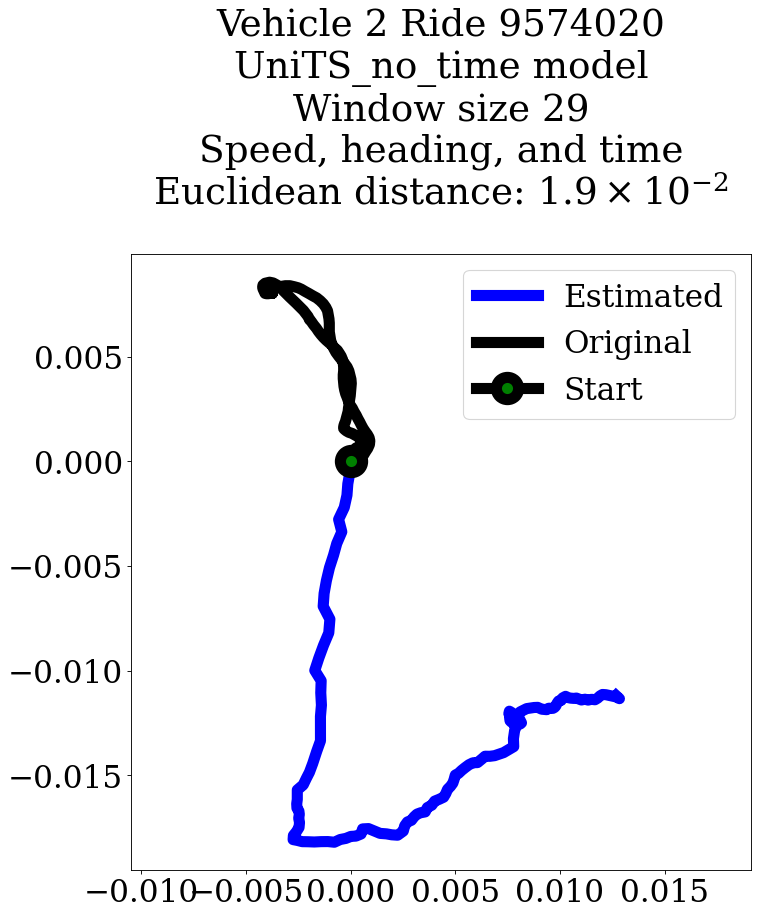 Vehicle 2 Ride 9574020
UniTS_no_time model
Window size 29
Speed, heading, and time
Euclidean distance: 1.9 × 10⁻²
Estimated
Original
Start
0.005
0.000
−0.005
−0.010
−0.015
−0.010 −0.005 0.000 0.005 0.010 0.015